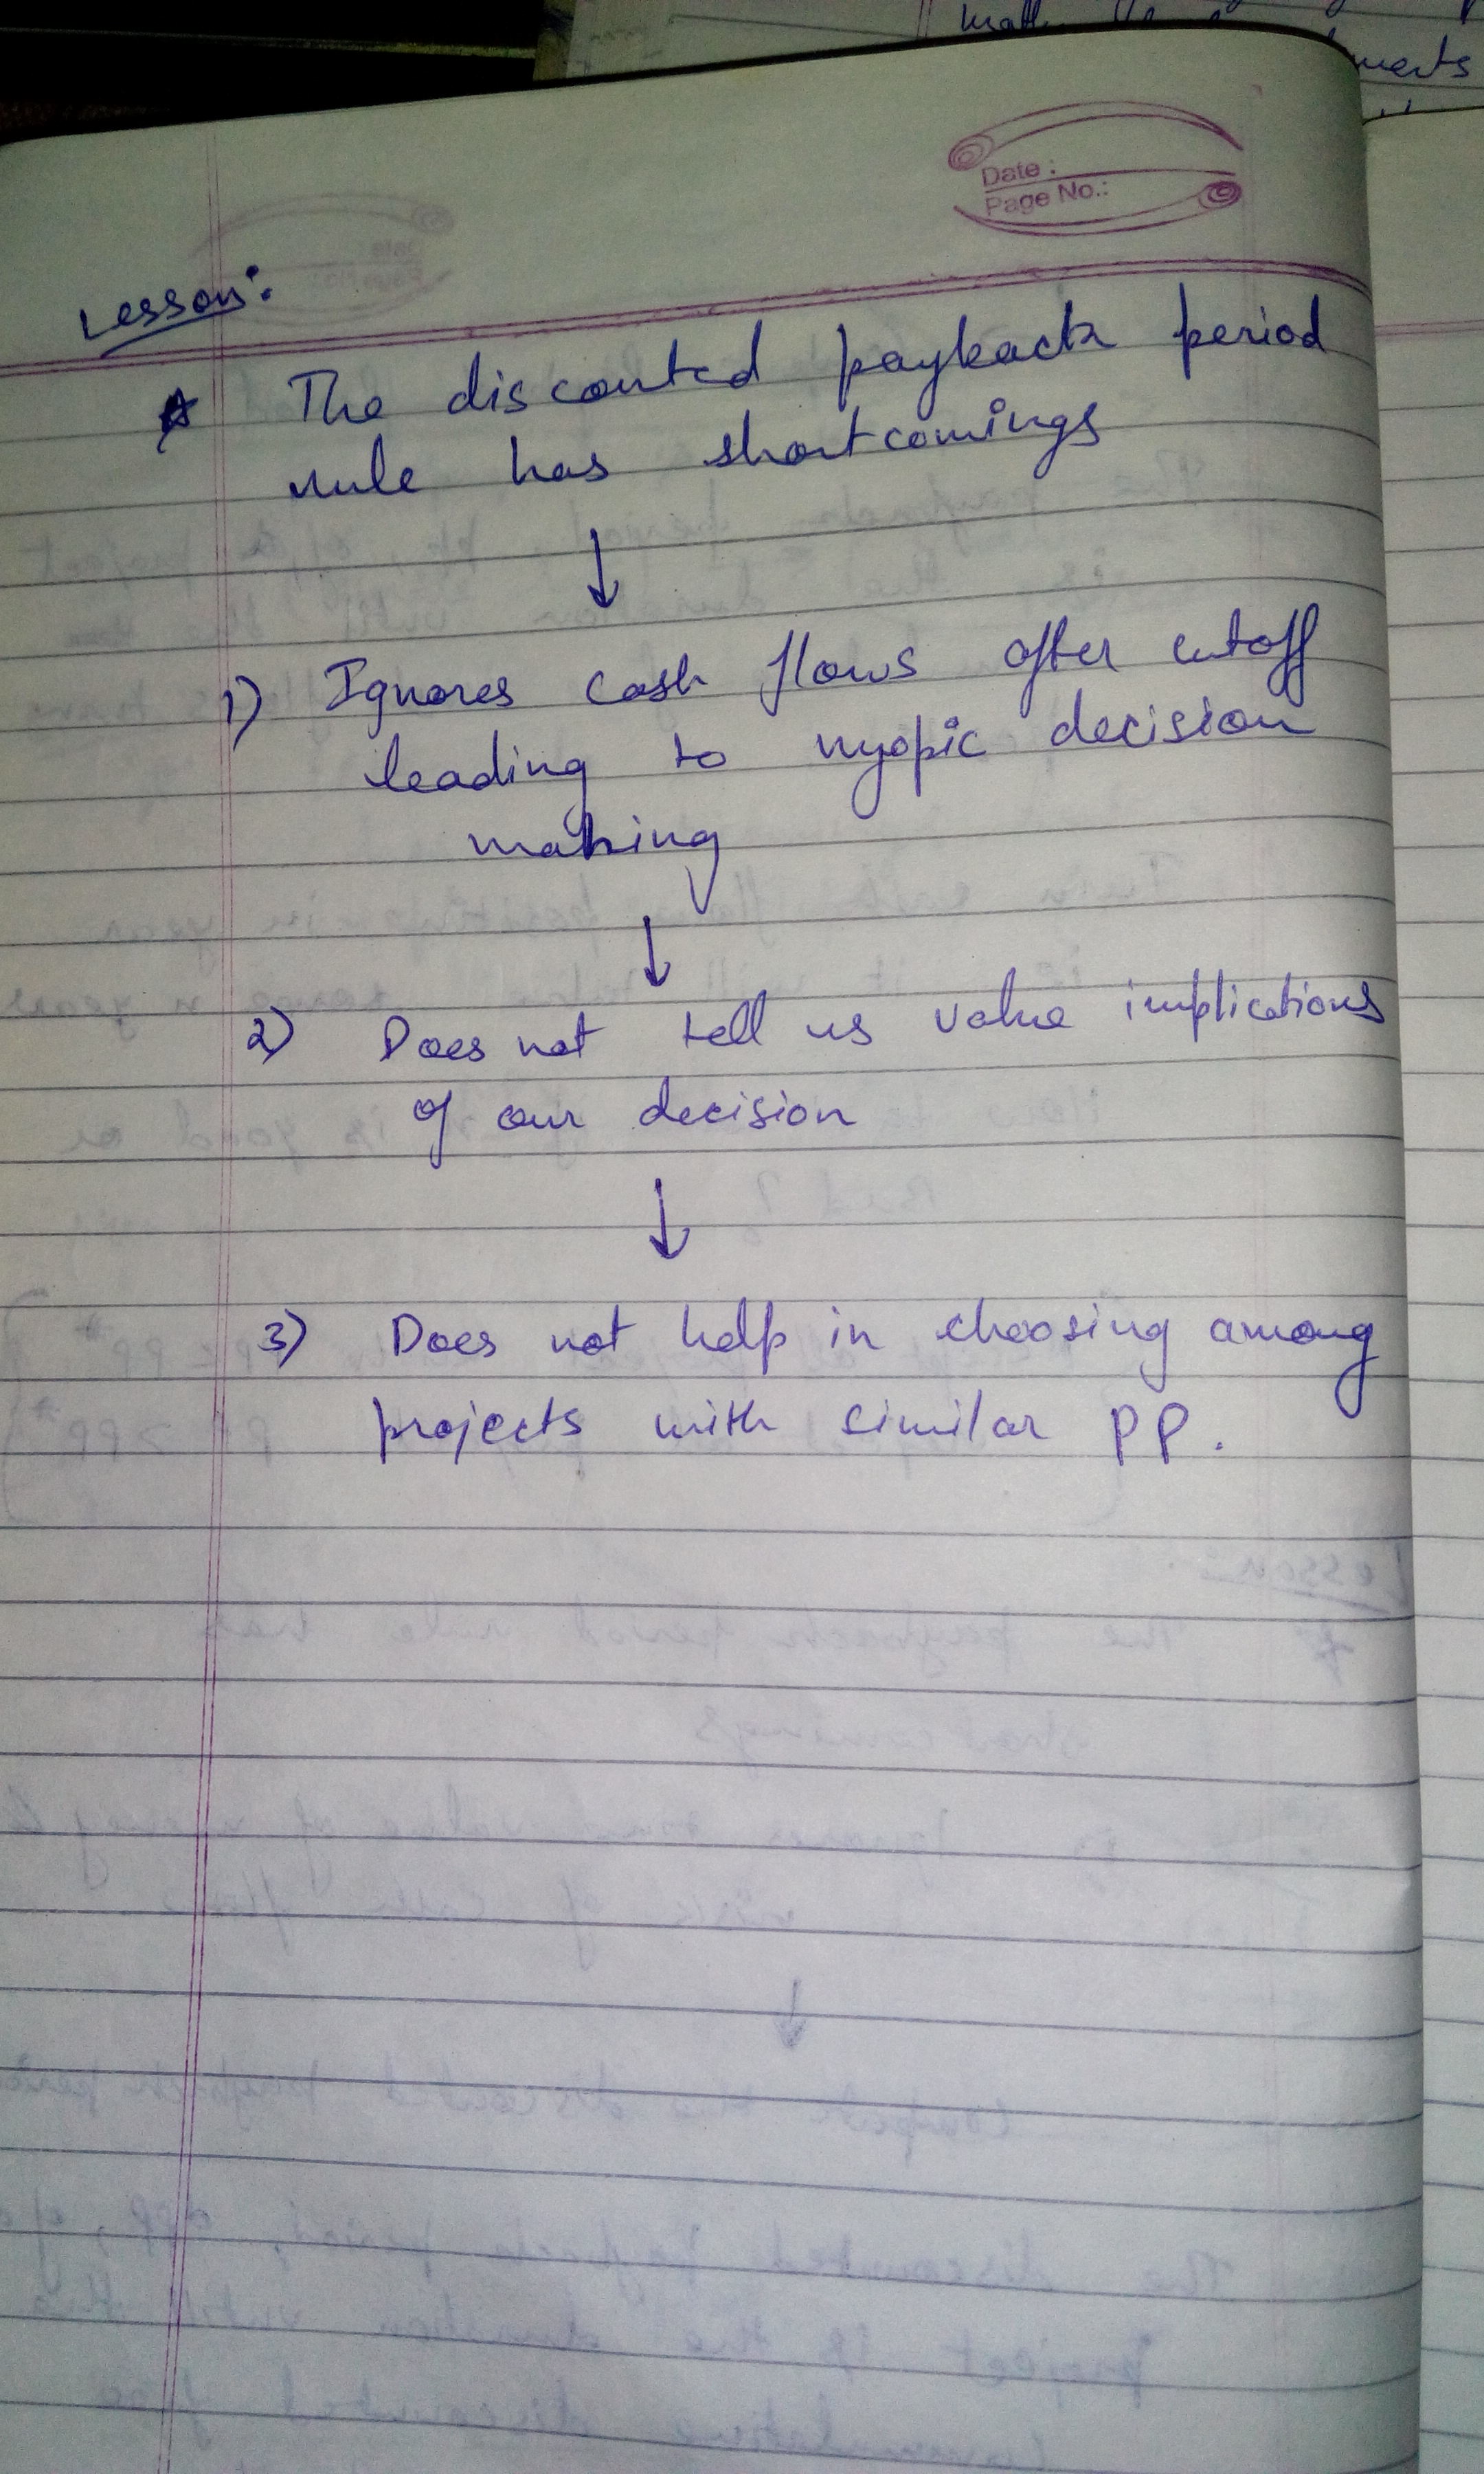 Date :
Page No.:
Lesson:
* The discounted payback period
rule has shortcomings
↓
1) Ignores cash flows after cutoff
leading to myopic decision
making
↓
2) Does not tell us value implications
of our decision
↓
3) Does not help in choosing among
projects with similar PP.